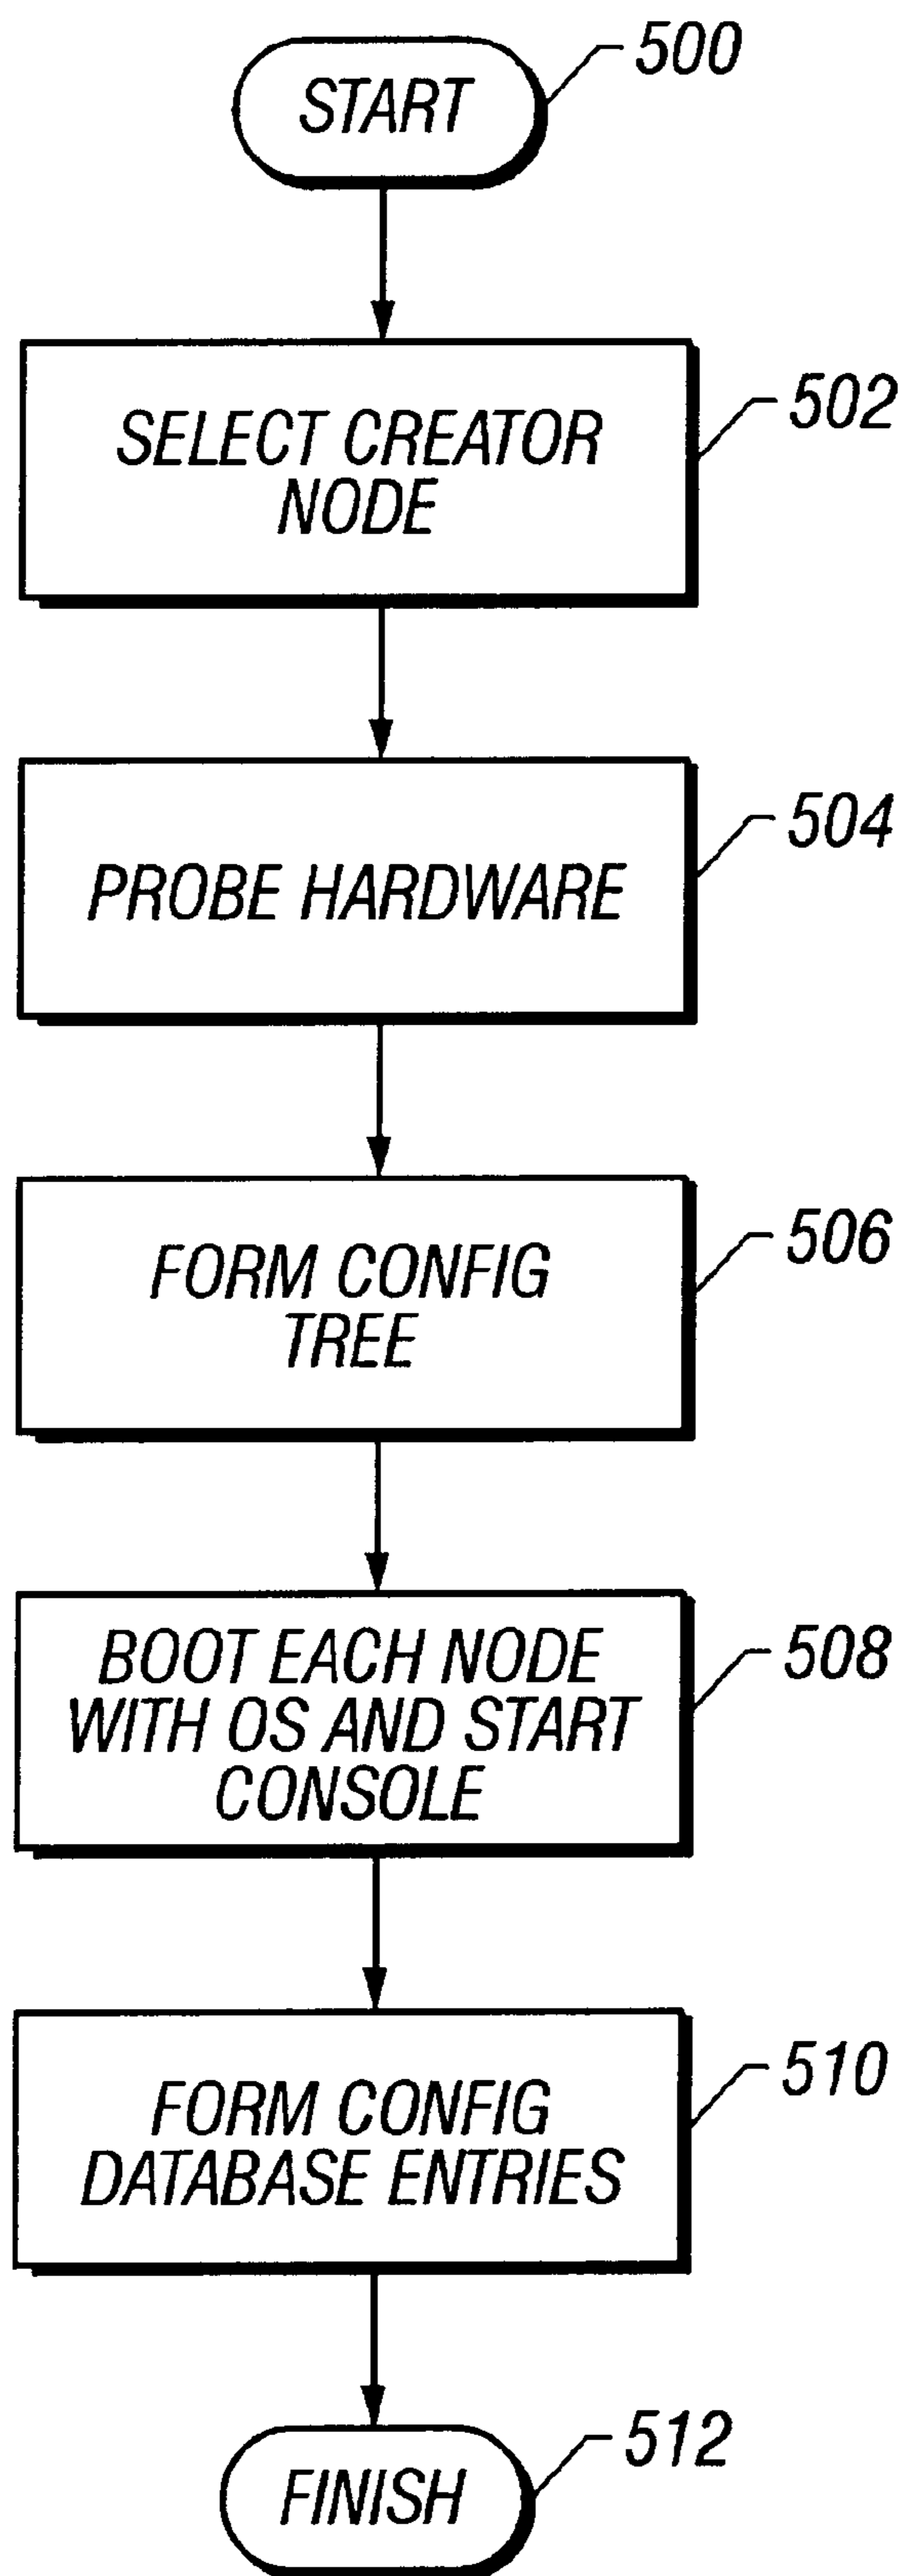 START
500
SELECT CREATOR
NODE
502
PROBE HARDWARE
504
FORM CONFIG
TREE
506
BOOT EACH NODE
WITH OS AND START
CONSOLE
508
FORM CONFIG
DATABASE ENTRIES
510
FINISH
512